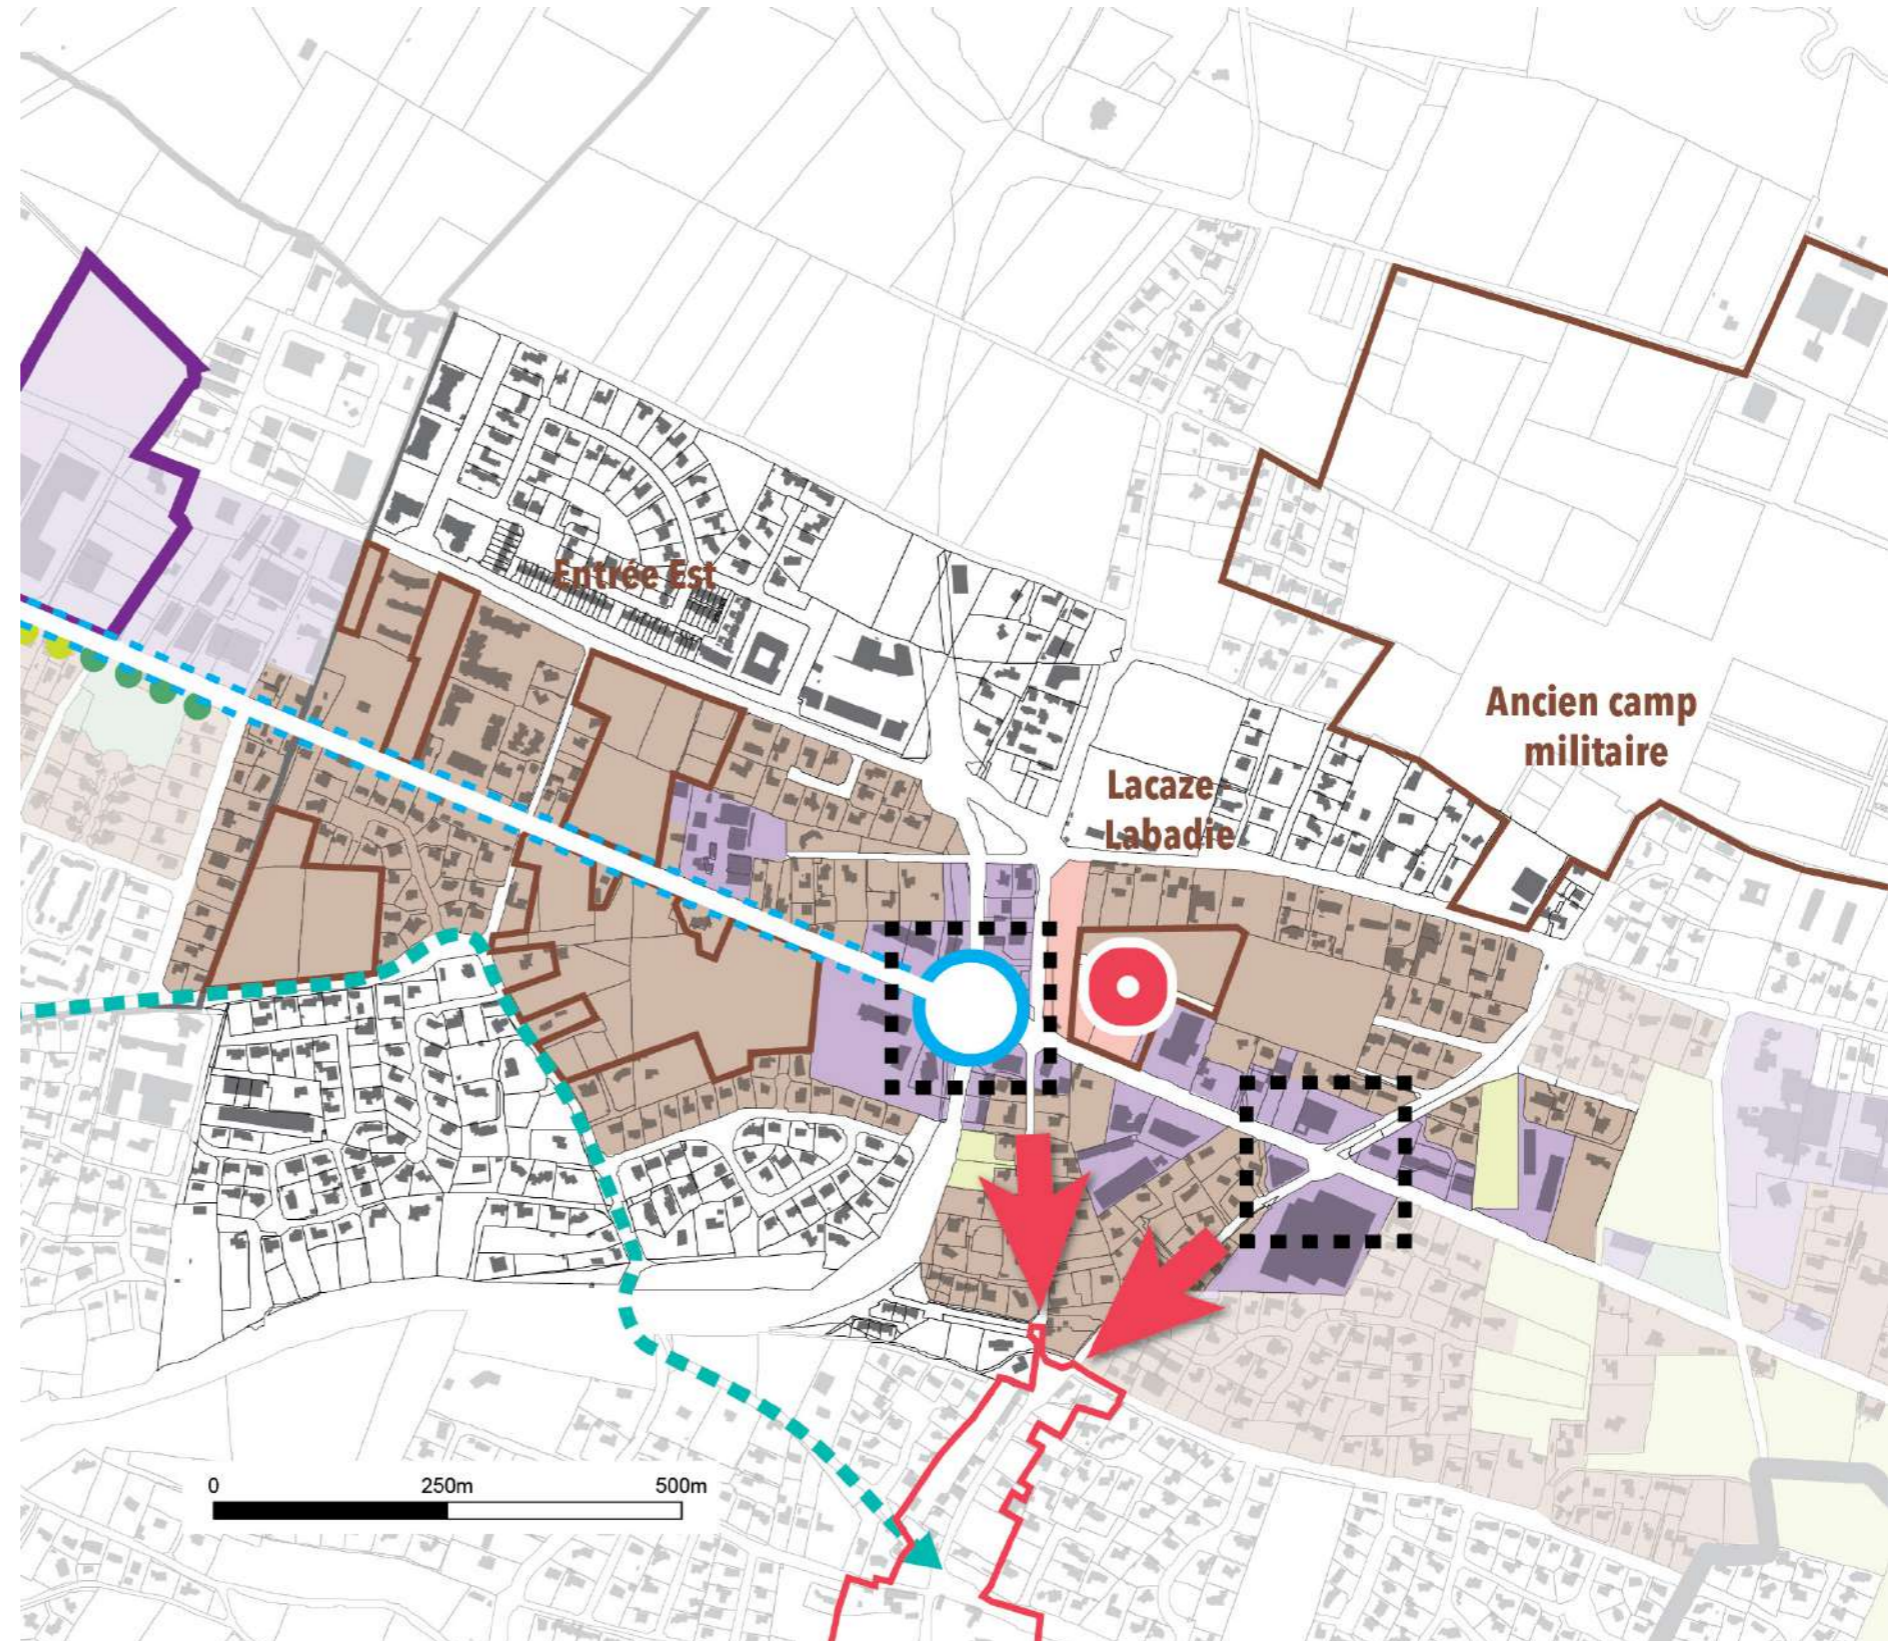 Entrée Est
Ancien camp
militaire
Lacaze-
Labadie
0 250m 500m